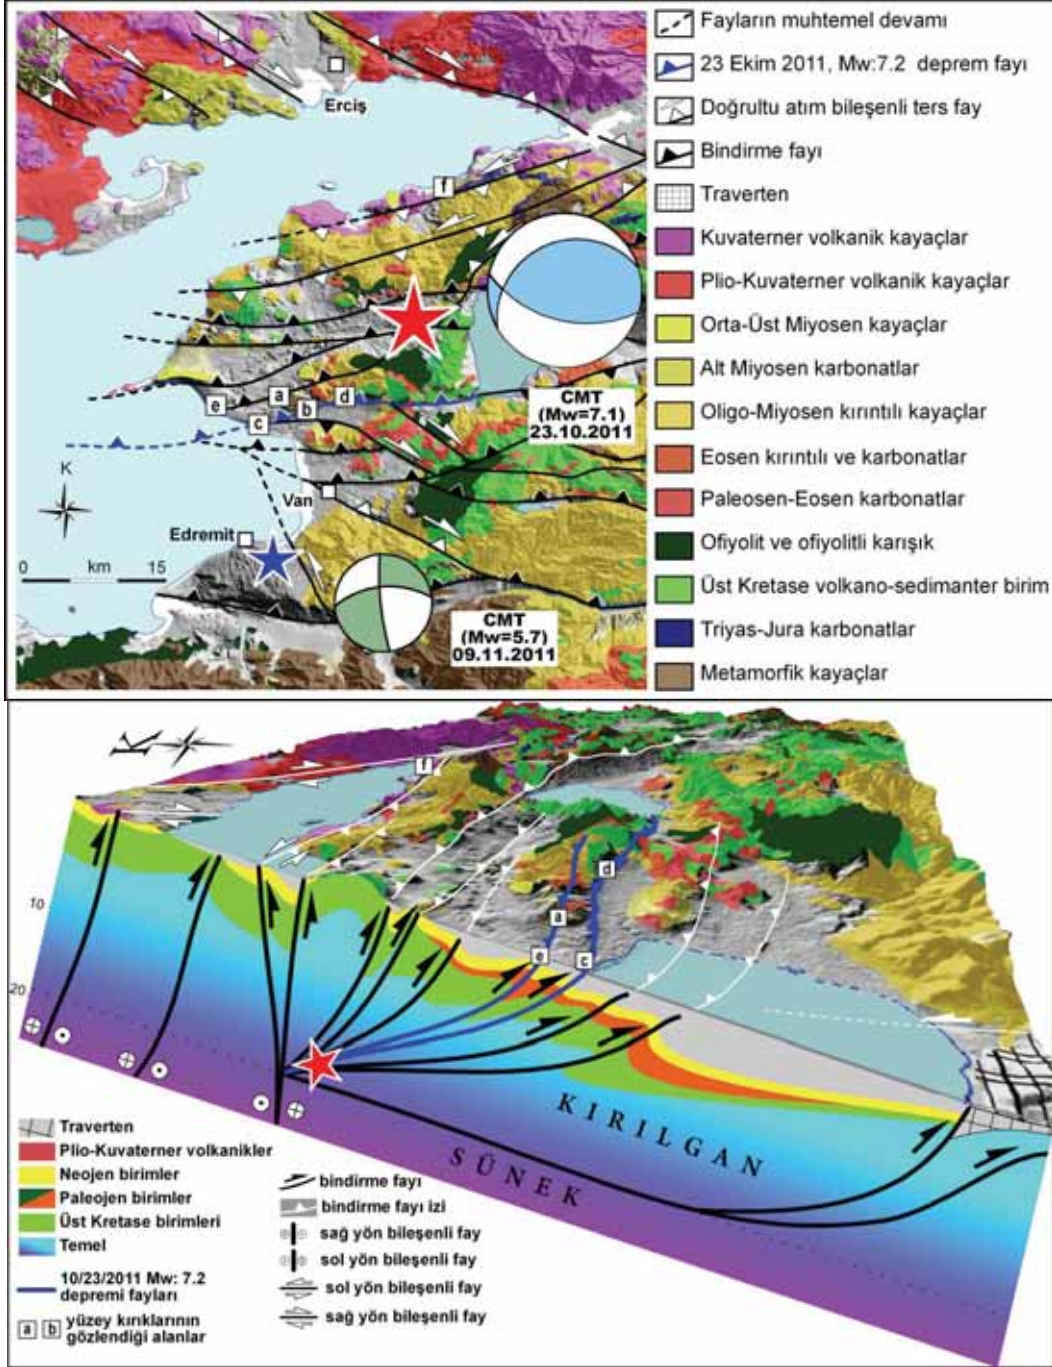 Erciş
f
e
a
b
d
c
CMT
(Mw=7.1)
23.10.2011
K
Van
Edremit
0 km 15
CMT
(Mw=5.7)
09.11.2011
Fayların muhtemel devamı
23 Ekim 2011, Mw:7.2 deprem fayı
Doğrultu atım bileşenli ters fay
Bindirme fayı
Traverten
Kuvaterner volkanik kayaçlar
Plio-Kuvaterner volkanik kayaçlar
Orta-Üst Miyosen kayaçlar
Alt Miyosen karbonatlar
Oligo-Miyosen kırıntılı kayaçlar
Eosen kırıntılı ve karbonatlar
Paleosen-Eosen karbonatlar
Ofiyolit ve ofiyolitli karışık
Üst Kretase volkano-sedimanter birim
Triyas-Jura karbonatlar
Metamorfik kayaçlar
K
f
d
a
e
c
10
20
KIRILGAN
SÜNEK
Traverten
Plio-Kuvaterner volkanikler
Neojen birimler
Paleojen birimler
Üst Kretase birimleri
Temel
10/23/2011 Mw: 7.2
depremi fayları
a b yüzey kırıklarının
gözlendiği alanlar
bindirme fayı
bindirme fayı izi
sağ yön bileşenli fay
sol yön bileşenli fay
sol yön bileşenli fay
sağ yön bileşenli fay